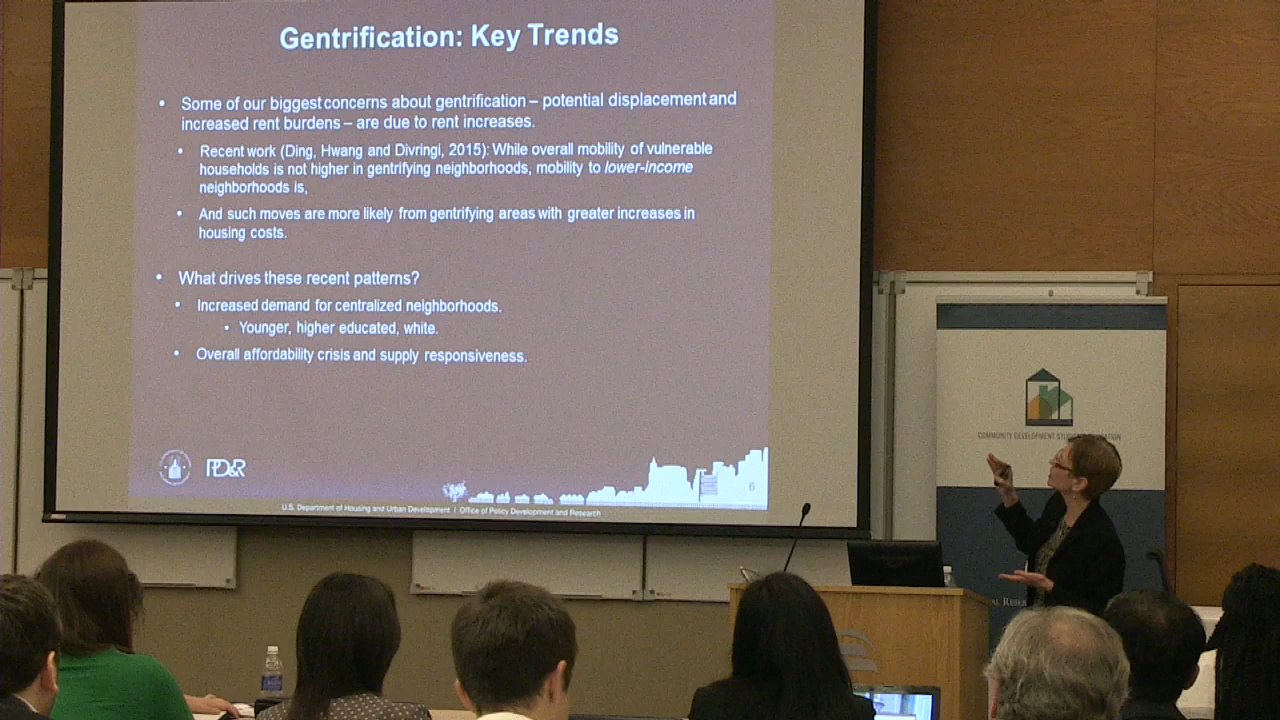 Gentrification: Key Trends
• Some of our biggest concerns about gentrification – potential displacement and
increased rent burdens – are due to rent increases.
• Recent work (Ding, Hwang and Divringi, 2015): While overall mobility of vulnerable
households is not higher in gentrifying neighborhoods, mobility to lower-income
neighborhoods is,
• And such moves are more likely from gentrifying areas with greater increases in
housing costs.
• What drives these recent patterns?
• Increased demand for centralized neighborhoods.
• Younger, higher educated, white.
• Overall affordability crisis and supply responsiveness.
PD&R
6
U.S. Department of Housing and Urban Development | Office of Policy Development and Research
COMMUNITY DEVELOPMENT